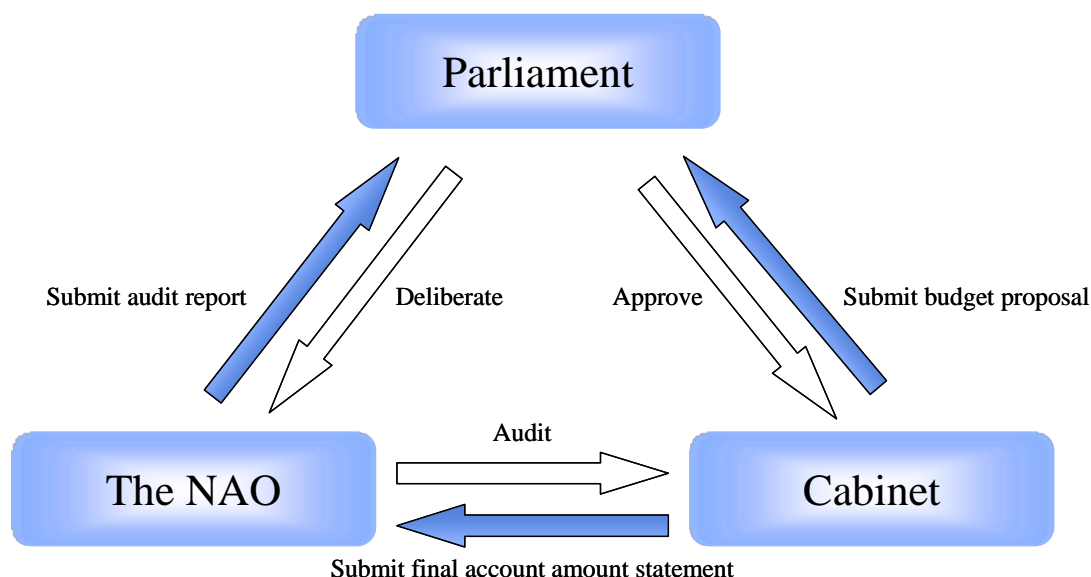 Parliament
Submit audit report
Deliberate
Approve
Submit budget proposal
Audit
The NAO
Cabinet
Submit final account amount statement